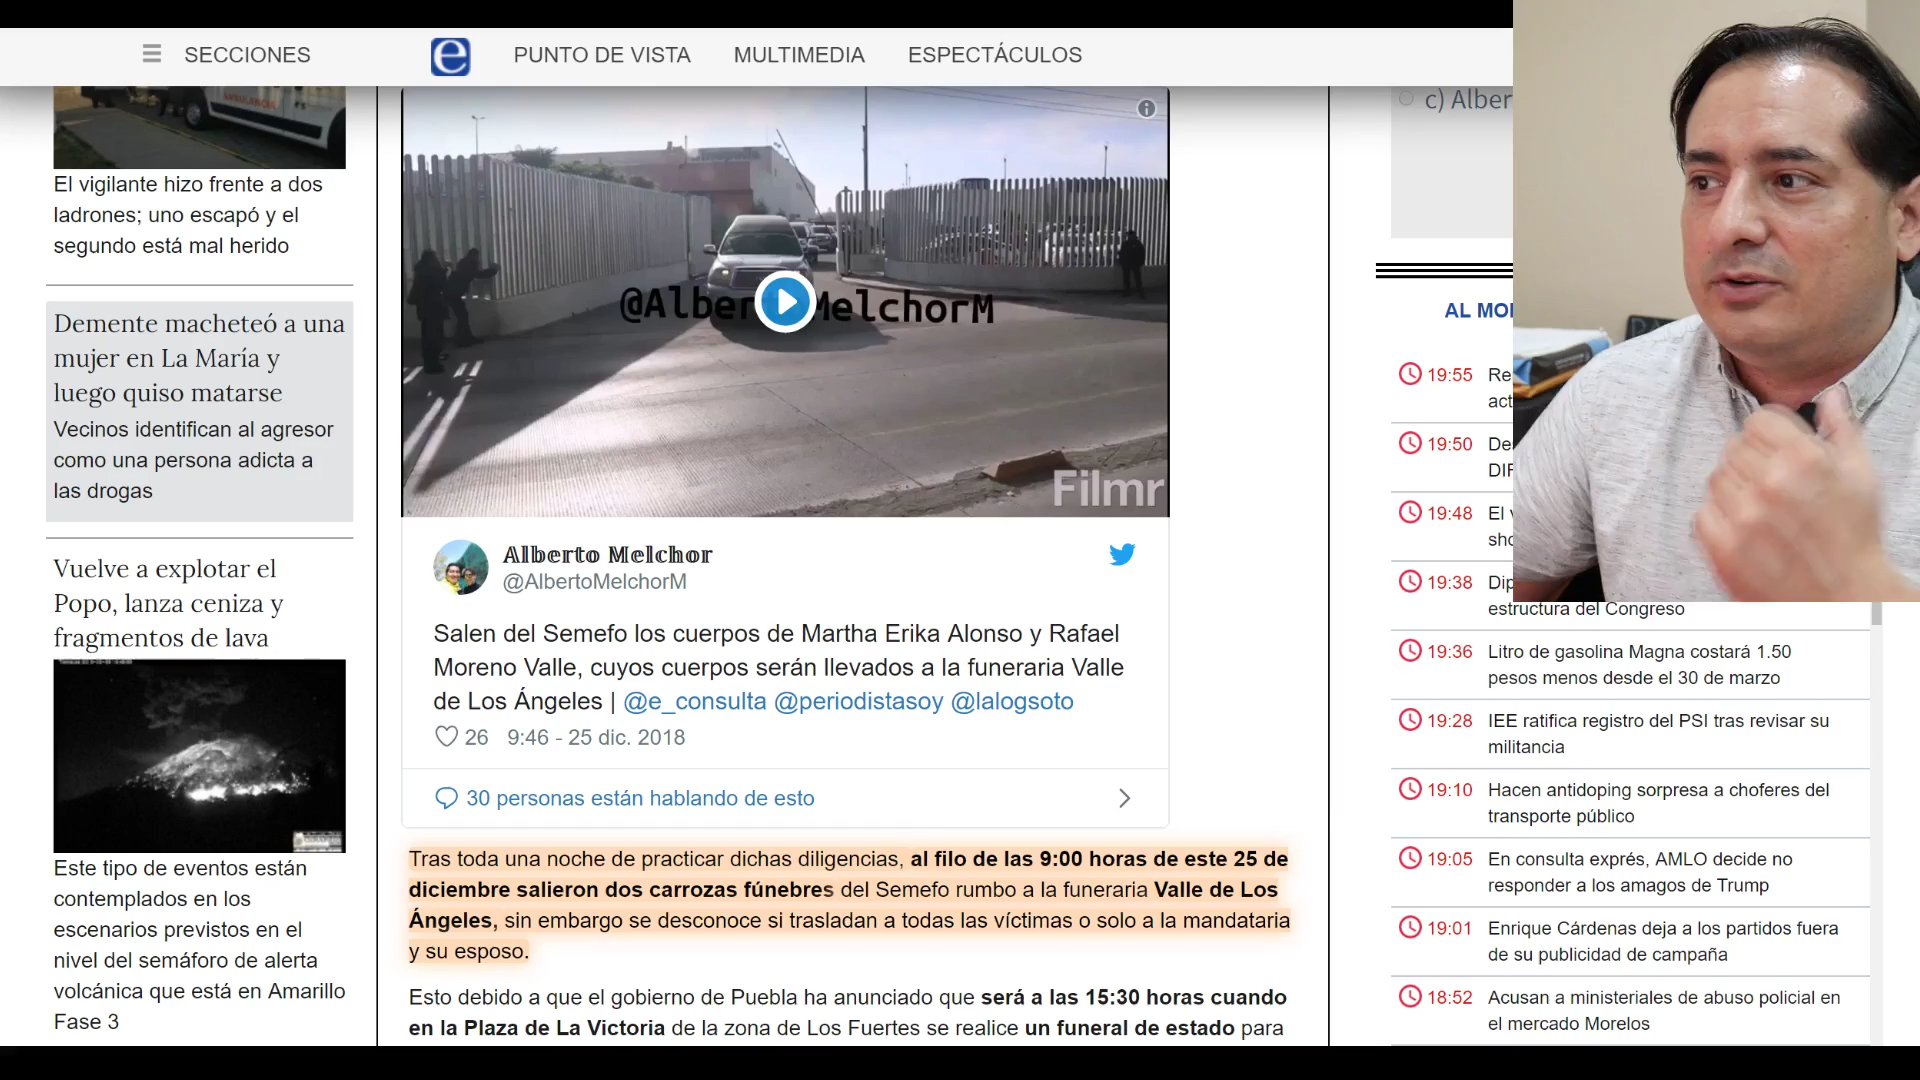 SECCIONES
PUNTO DE VISTA
MULTIMEDIA
ESPECTÁCULOS
AMBULANCIA
El vigilante hizo frente a dos
ladrones; uno escapó y el
segundo está mal herido
Demente macheteó a una
mujer en La María y
luego quiso matarse
Vecinos identifican al agresor
como una persona adicta a
las drogas
Vuelve a explotar el
Popo, lanza ceniza y
fragmentos de lava
Este tipo de eventos están
contemplados en los
escenarios previstos en el
nivel del semáforo de alerta
volcánica que está en Amarillo
Fase 3
Filmr
Alberto Melchor
@AlbertoMelchorM
Salen del Semefo los cuerpos de Martha Erika Alonso y Rafael
Moreno Valle, cuyos cuerpos serán llevados a la funeraria Valle
de Los Ángeles | @e_consulta @periodistasoy @lalogsoto
26 9:46 - 25 dic. 2018
30 personas están hablando de esto
Tras toda una noche de practicar dichas diligencias, al filo de las 9:00 horas de este 25 de
diciembre salieron dos carrozas fúnebres del Semefo rumbo a la funeraria Valle de Los
Ángeles, sin embargo se desconoce si trasladan a todas las víctimas o solo a la mandataria
y su esposo.
Esto debido a que el gobierno de Puebla ha anunciado que será a las 15:30 horas cuando
en la Plaza de La Victoria de la zona de Los Fuertes se realice un funeral de estado para
c) Alber
AL MO
19:55 Re
act
19:50 De
DIF
19:48 El v
sho
19:38 Dip
estructura del Congreso
19:36 Litro de gasolina Magna costará 1.50
pesos menos desde el 30 de marzo
19:28 IEE ratifica registro del PSI tras revisar su
militancia
19:10 Hacen antidoping sorpresa a choferes del
transporte público
19:05 En consulta exprés, AMLO decide no
responder a los amagos de Trump
19:01 Enrique Cárdenas deja a los partidos fuera
de su publicidad de campaña
18:52 Acusan a ministeriales de abuso policial en
el mercado Morelos